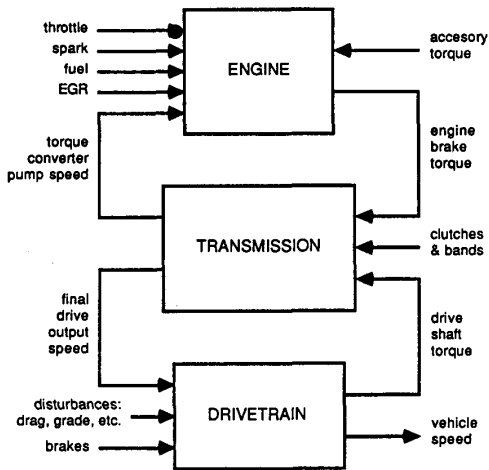 throttle
spark
fuel
EGR
ENGINE
accesory
torque
torque
converter
pump speed
engine
brake
torque
TRANSMISSION
clutches
& bands
final
drive
output
speed
drive
shaft
torque
disturbances:
drag, grade, etc.
brakes
DRIVETRAIN
vehicle
speed